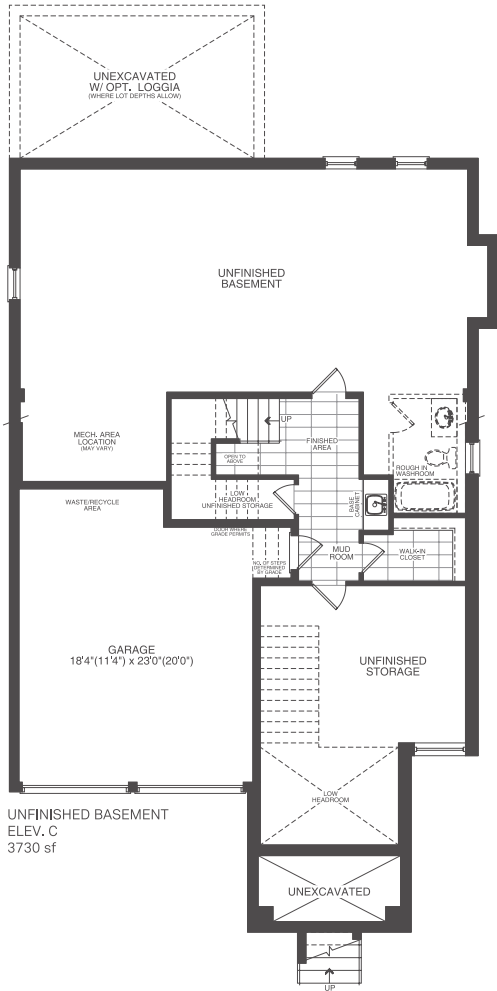 UNEXCAVATED
W/ OPT. LOGGIA
(WHERE LOT DEPTHS ALLOW)
UNFINISHED
BASEMENT
UP
MECH. AREA
LOCATION
(MAY VARY)
FINISHED
AREA
OPEN TO
ABOVE
ROUGH IN
WASHROOM
LOW
HEADROOM
UNFINISHED STORAGE
BASE
CABINET
WASTE/RECYCLE
AREA
DOOR WHERE
GRADE PERMITS
MUD
ROOM
WALK-IN
CLOSET
NO. OF STEPS
DETERMINED
BY GRADE
GARAGE
18'4"(11'4") x 23'0"(20'0")
UNFINISHED
STORAGE
LOW
HEADROOM
UNFINISHED BASEMENT
ELEV. C
3730 sf
UNEXCAVATED
UP